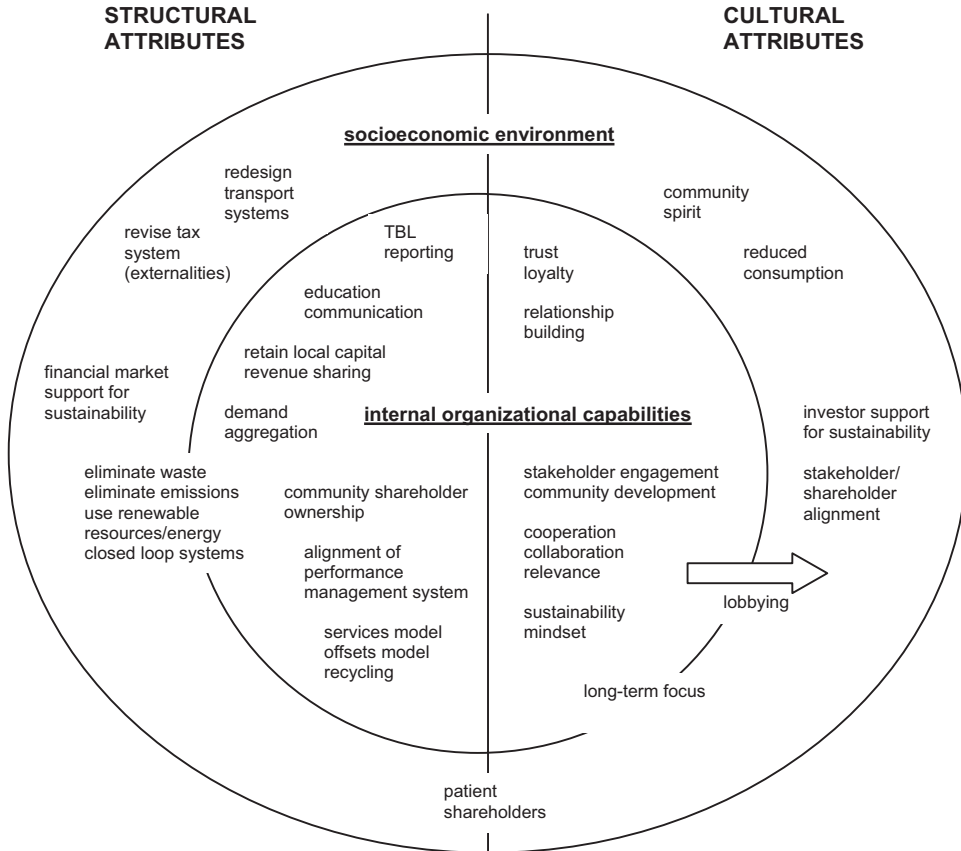 STRUCTURAL
ATTRIBUTES
CULTURAL
ATTRIBUTES
socioeconomic environment
redesign
transport
systems
revise tax
system
(externalities)
TBL
reporting
education
communication
retain local capital
revenue sharing
financial market
support for
sustainability
demand
aggregation
trust
loyalty
relationship
building
community
spirit
reduced
consumption
internal organizational capabilities
eliminate waste
eliminate emissions
use renewable
resources/energy
closed loop systems
community shareholder
ownership
alignment of
performance
management system
services model
offsets model
recycling
stakeholder engagement
community development
cooperation
collaboration
relevance
sustainability
mindset
long-term focus
investor support
for sustainability
stakeholder/
shareholder
alignment
lobbying
patient
shareholders